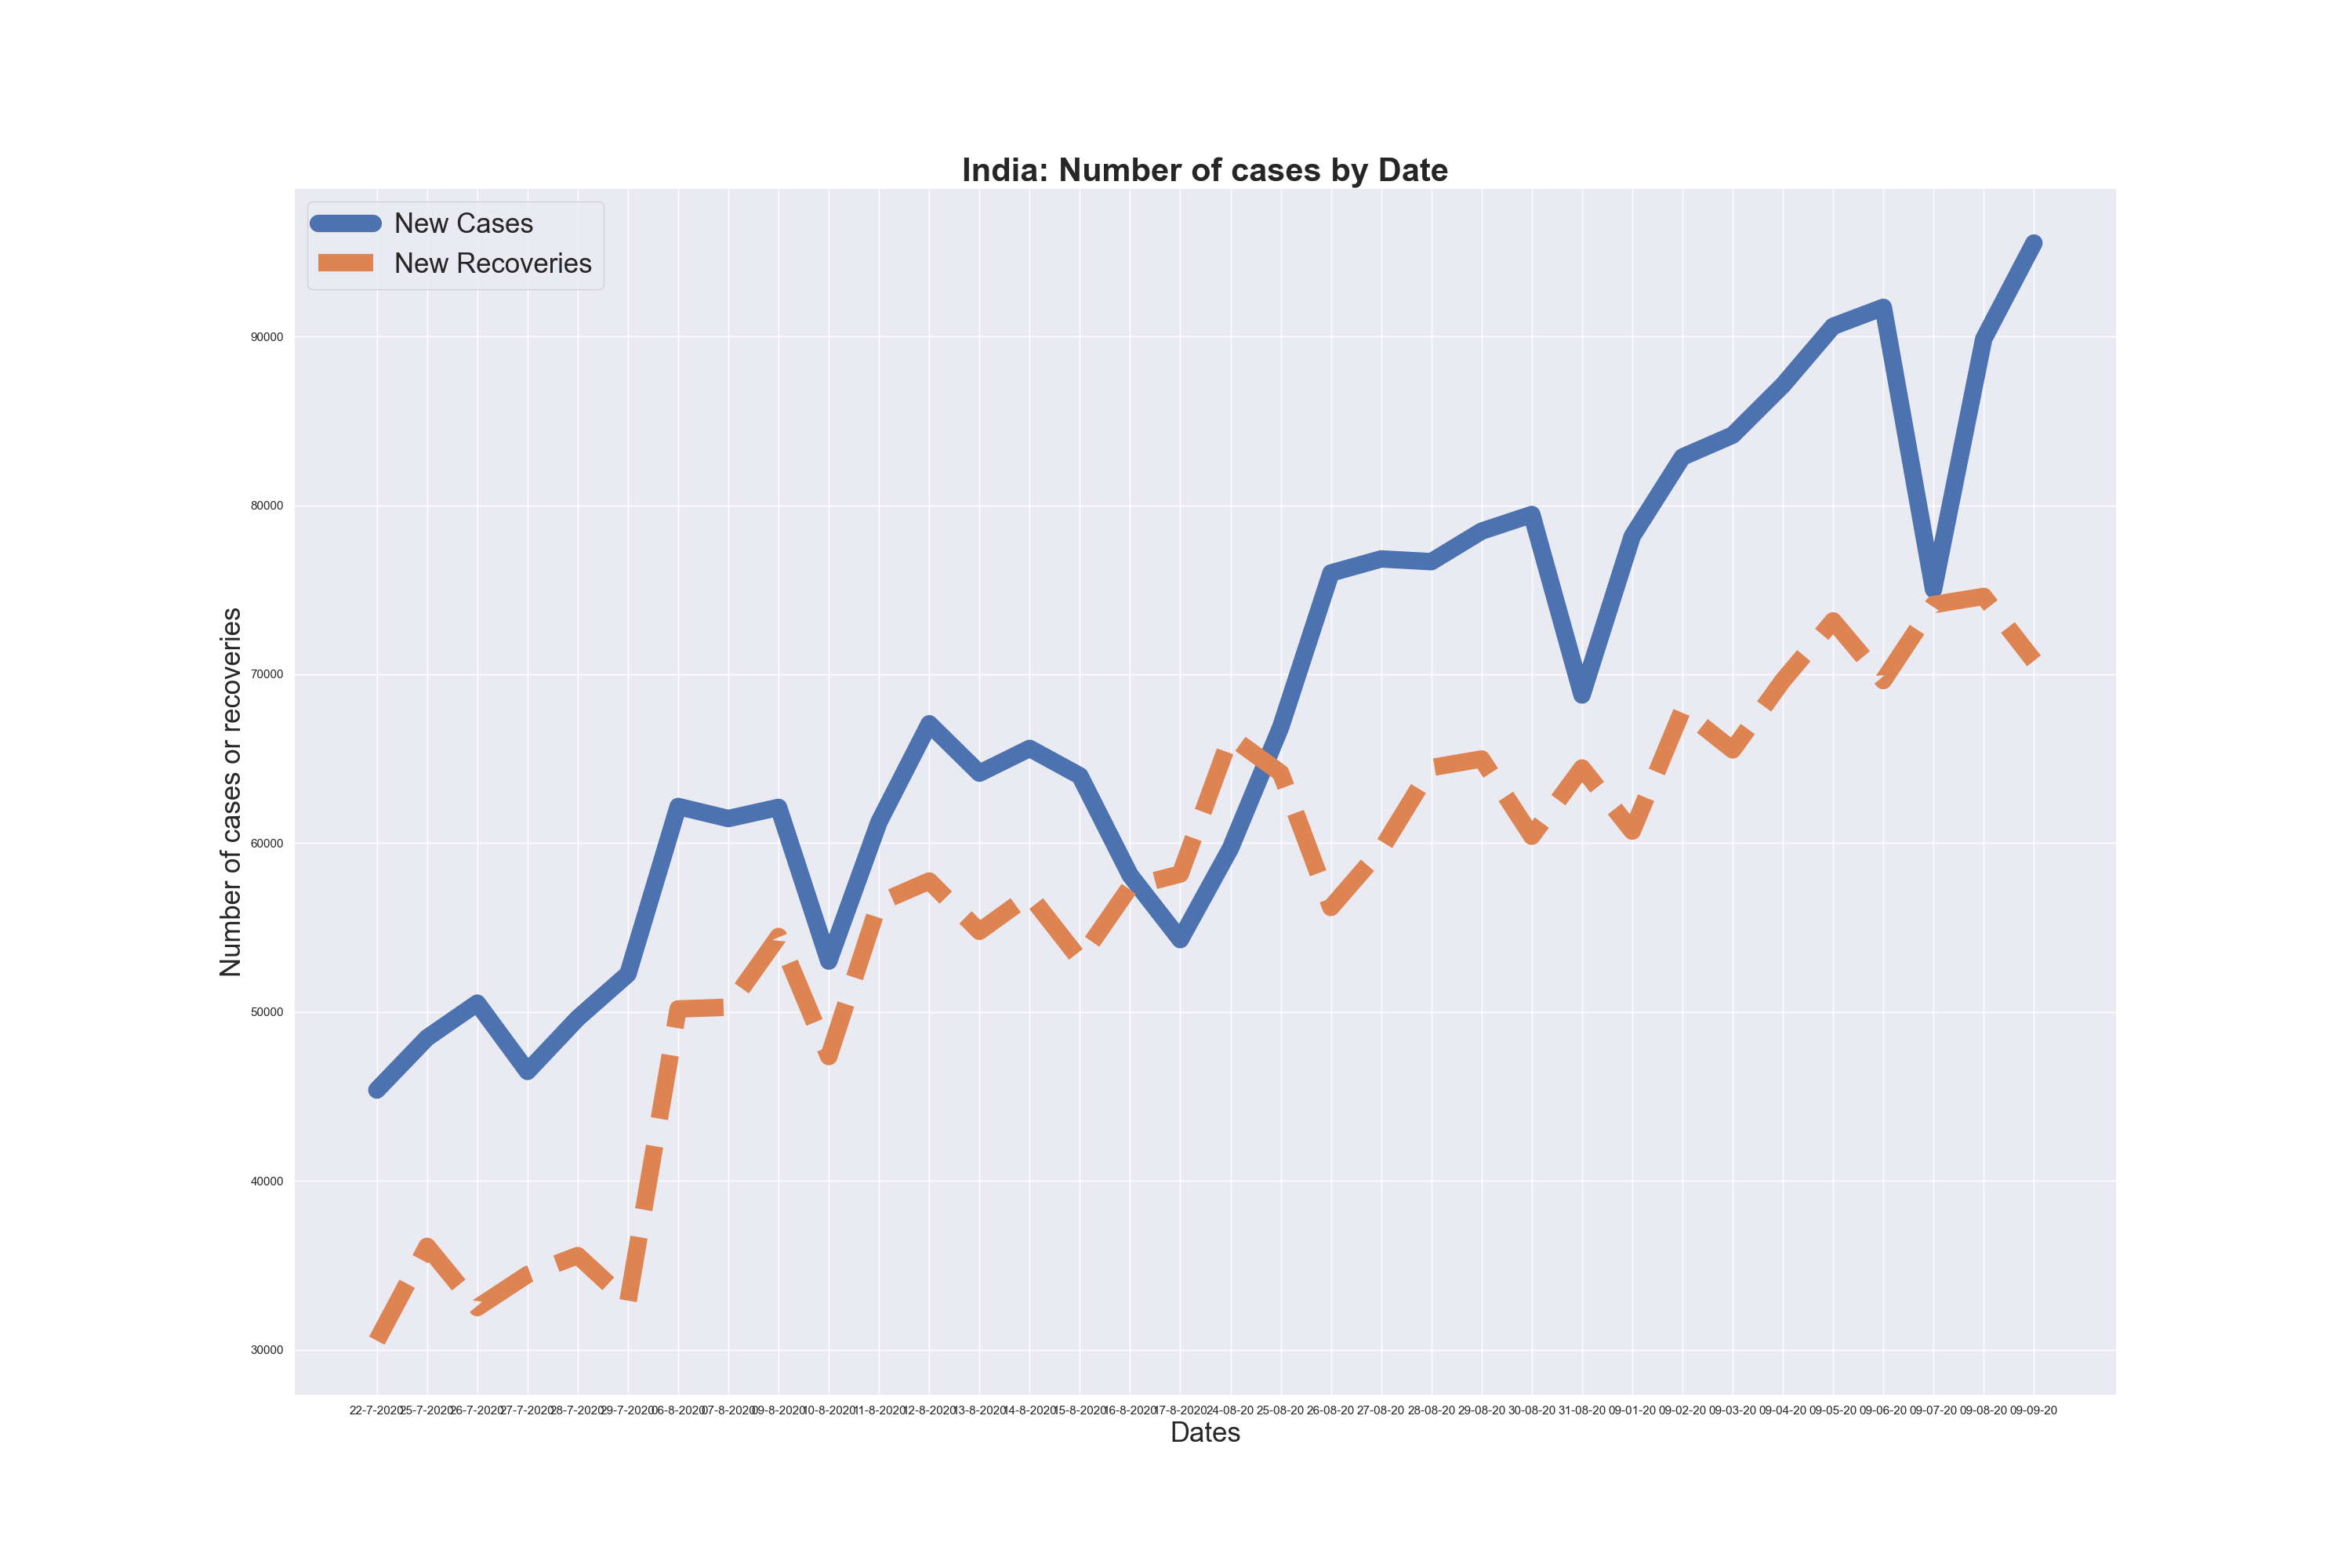 India: Number of cases by Date
New Cases
New Recoveries
90000
80000
70000
60000
50000
40000
30000
Number of cases or recoveries
22-7-2020 25-7-2020 26-7-2020 27-7-2020 28-7-2020 29-7-2020 06-8-2020 07-8-2020 09-8-2020 10-8-2020 11-8-2020 12-8-2020 13-8-2020 14-8-2020 15-8-2020 16-8-2020 17-8-2020 24-08-20 25-08-20 26-08-20 27-08-20 28-08-20 29-08-20 30-08-20 31-08-20 09-01-20 09-02-20 09-03-20 09-04-20 09-05-20 09-06-20 09-07-20 09-08-20 09-09-20
Dates